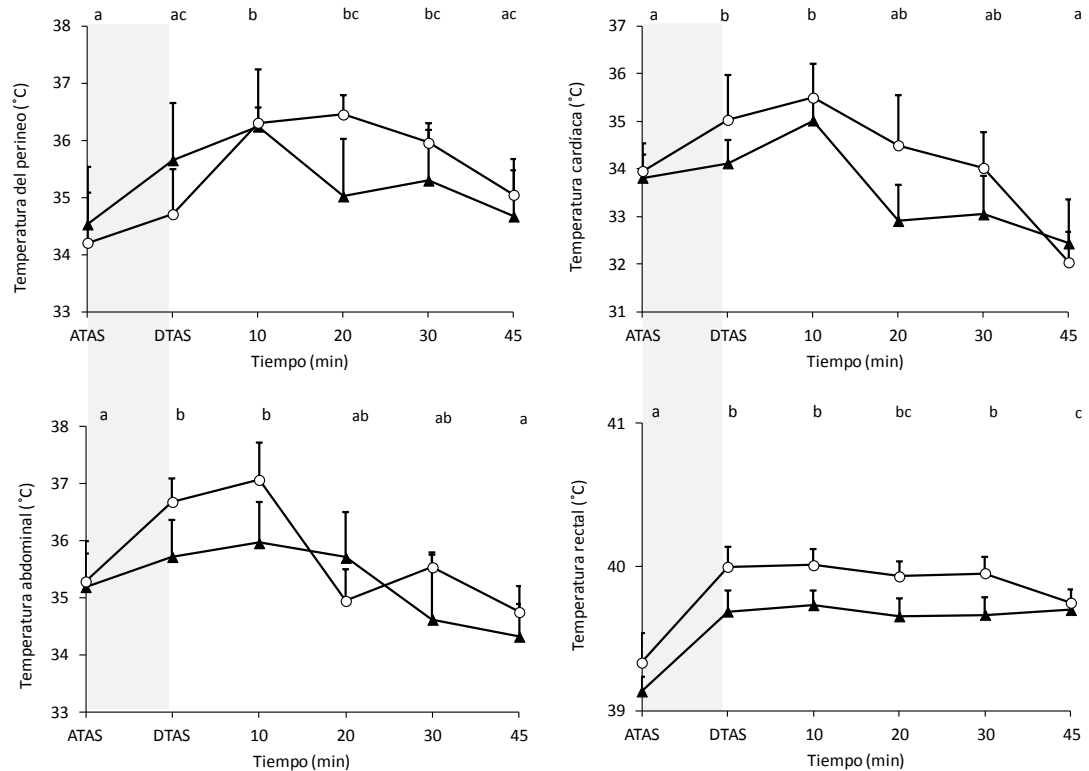 a ac b bc bc ac
38
37
36
35
34
33
Temperatura del perineo (˚C)
ATAS DTAS 10 20 30 45
Tiempo (min)
a b b ab ab a
37
36
35
34
33
32
31
Temperatura cardíaca (˚C)
ATAS DTAS 10 20 30 45
Tiempo (min)
a b b ab ab a
38
37
36
35
34
33
Temperatura abdominal (˚C)
ATAS DTAS 10 20 30 45
Tiempo (min)
a b b bc b c
41
40
39
Temperatura rectal (˚C)
ATAS DTAS 10 20 30 45
Tiempo (min)